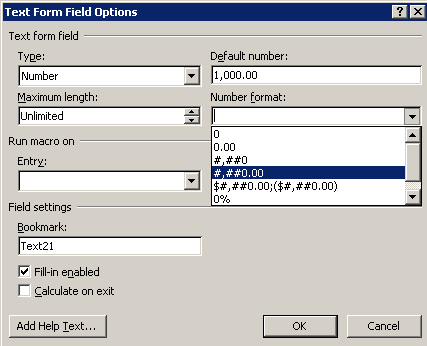 Text Form Field Options
Text form field
Type:
Default number:
Number
1,000.00
Maximum length:
Number format:
Unlimited
Run macro on
0
0.00
#,##0
#,##0.00
$#,##0.00;($#,##0.00)
0%
Entry:
Field settings
Bookmark:
Text21
Fill-in enabled
Calculate on exit
Add Help Text...
OK
Cancel